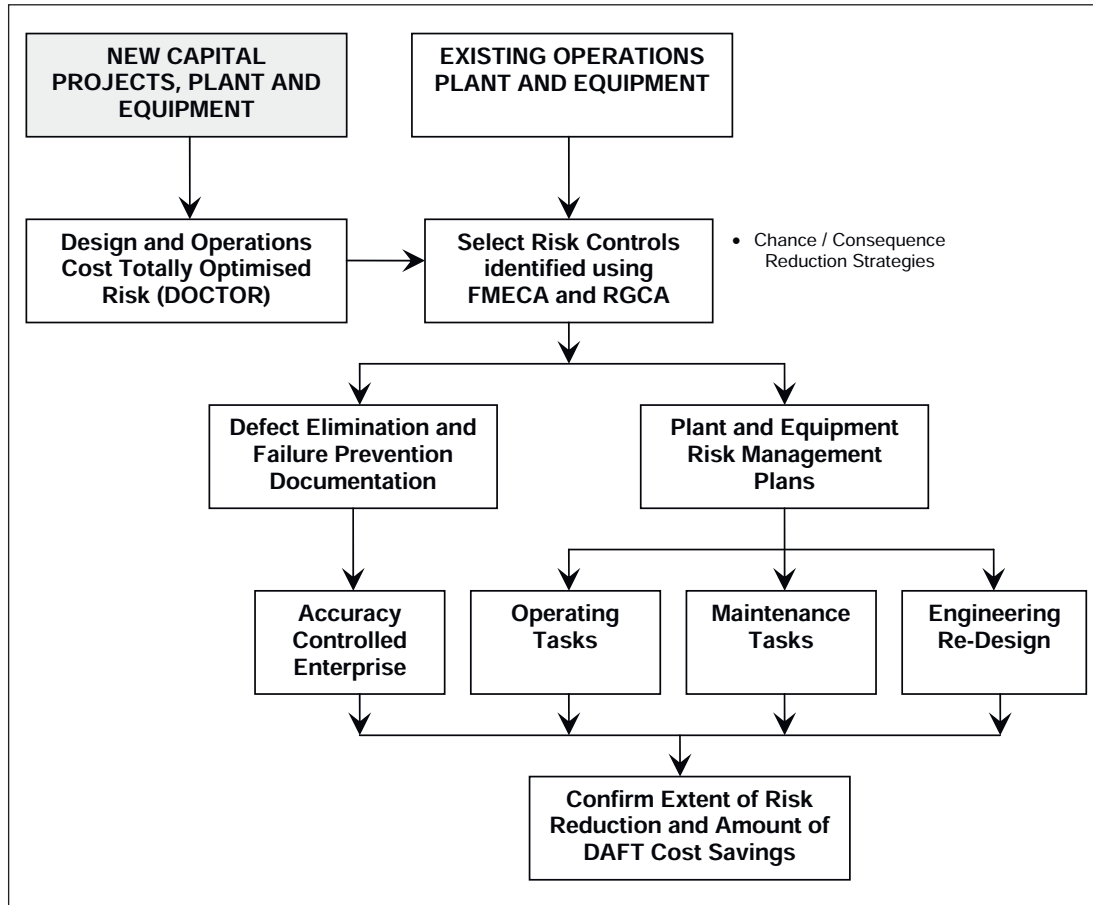 NEW CAPITAL
PROJECTS, PLANT AND
EQUIPMENT
EXISTING OPERATIONS
PLANT AND EQUIPMENT
Design and Operations
Cost Totally Optimised
Risk (DOCTOR)
Select Risk Controls
identified using
FMECA and RGCA
• Chance / Consequence
Reduction Strategies
Defect Elimination and
Failure Prevention
Documentation
Plant and Equipment
Risk Management
Plans
Accuracy
Controlled
Enterprise
Operating
Tasks
Maintenance
Tasks
Engineering
Re-Design
Confirm Extent of Risk
Reduction and Amount of
DAFT Cost Savings